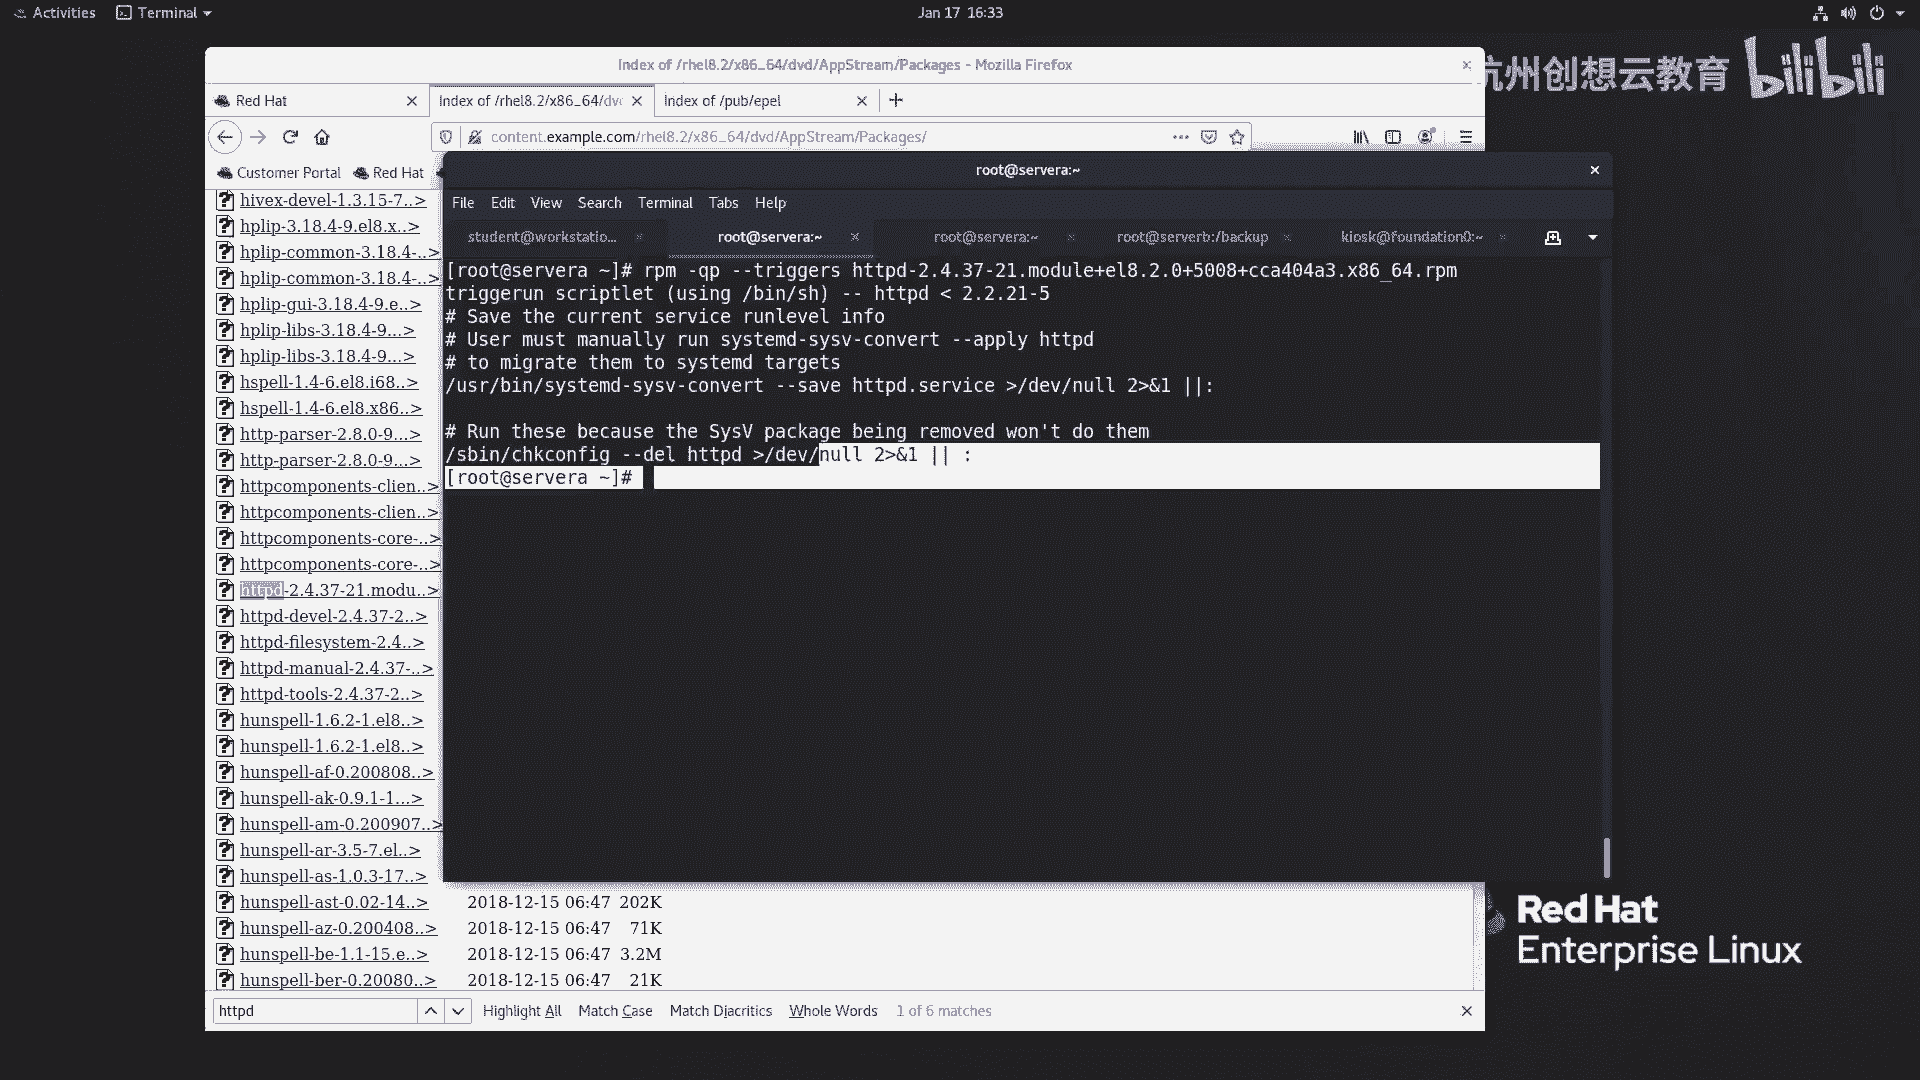 Activities
Terminal
Jan 17 16:33
杭州创想云教育
bilibili
Index of /rhel8.2/x86_64/dvd/AppStream/Packages - Mozilla Firefox
Red Hat
Index of /rhel8.2/x86_64/dv
Index of /pub/epel
content.example.com/rhel8.2/x86_64/dvd/AppStream/Packages/
Customer Portal
Red Hat
root@servera:~
File Edit View Search Terminal Tabs Help
student@workstatio...
root@servera:~
root@servera:~
root@serverb:/backup
kiosk@foundation0:~
[root@servera ~]# rpm -qp --triggers httpd-2.4.37-21.module+el8.2.0+5008+cca404a3.x86_64.rpm
triggerun scriptlet (using /bin/sh) -- httpd < 2.2.21-5
# Save the current service runlevel info
# User must manually run systemd-sysv-convert --apply httpd
# to migrate them to systemd targets
/usr/bin/systemd-sysv-convert --save httpd.service >/dev/null 2>&1 ||:
# Run these because the SysV package being removed won't do them
/sbin/chkconfig --del httpd >/dev/null 2>&1 || :
[root@servera ~]#
hivex-devel-1.3.15-7..>
hplip-3.18.4-9.el8.x..>
hplip-common-3.18.4-..>
hplip-common-3.18.4-..>
hplip-gui-3.18.4-9.e..>
hplip-libs-3.18.4-9...>
hplip-libs-3.18.4-9...>
hspell-1.4-6.el8.i68..>
hspell-1.4-6.el8.x86..>
http-parser-2.8.0-9...>
http-parser-2.8.0-9...>
httpcomponents-clien..>
httpcomponents-clien..>
httpcomponents-core-..>
httpcomponents-core-..>
httpd-2.4.37-21.modu..>
httpd-devel-2.4.37-2..>
httpd-filesystem-2.4..>
httpd-manual-2.4.37-..>
httpd-tools-2.4.37-2..>
hunspell-1.6.2-1.el8..>
hunspell-1.6.2-1.el8..>
hunspell-af-0.200808..>
hunspell-ak-0.9.1-1...>
hunspell-am-0.200907..>
hunspell-ar-3.5-7.el..>
hunspell-as-1.0.3-17..>
hunspell-ast-0.02-14..> 2018-12-15 06:47 202K
hunspell-az-0.200408..> 2018-12-15 06:47 71K
hunspell-be-1.1-15.e..> 2018-12-15 06:47 3.2M
hunspell-ber-0.20080..> 2018-12-15 06:47 21K
httpd
Highlight All Match Case Match Diacritics Whole Words 1 of 6 matches
Red Hat
Enterprise Linux